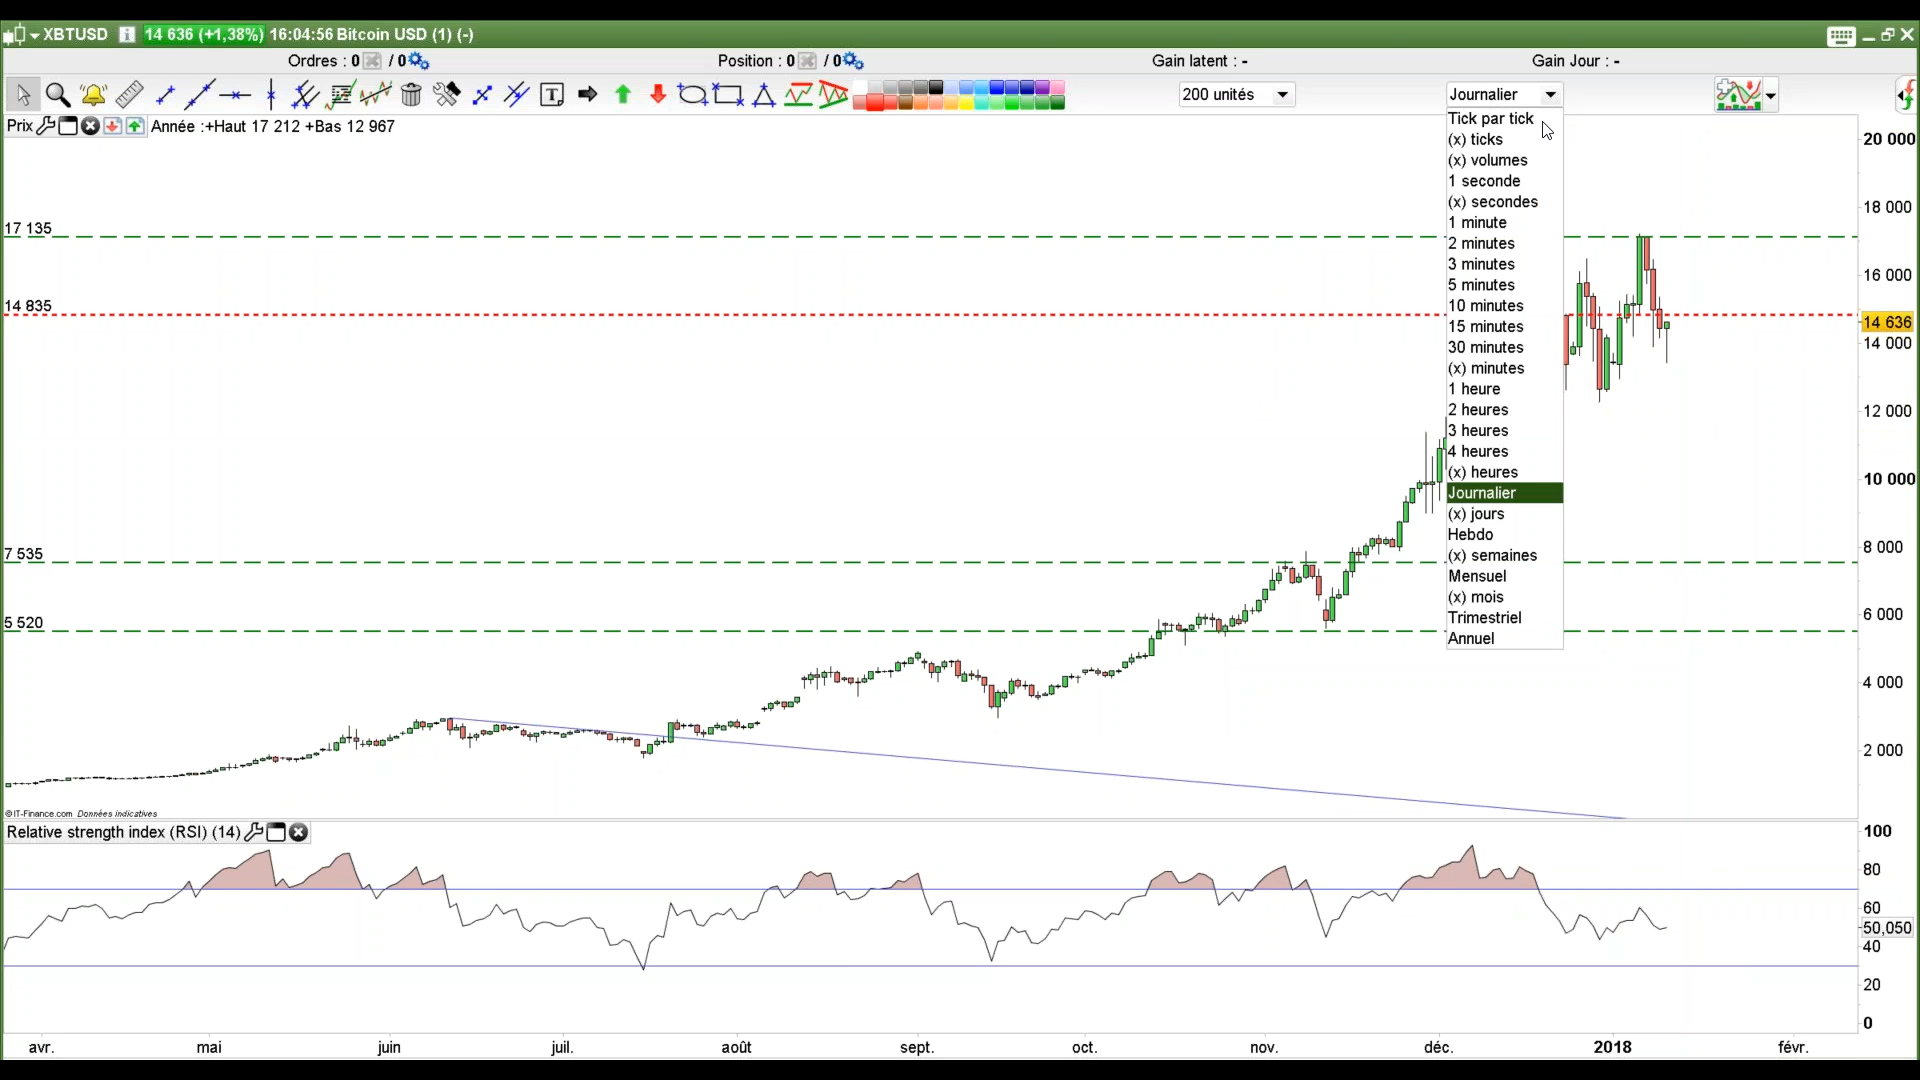 XBTUSD 14 636 (+1,38%) 16:04:56 Bitcoin USD (1) (-)
Ordres : 0 / 0 Position : 0 / 0 Gain latent : - Gain Jour : -
200 unités Journalier
Prix Année :+Haut 17 212 +Bas 12 967
Tick par tick
(x) ticks
(x) volumes
1 seconde
(x) secondes
1 minute
2 minutes
3 minutes
5 minutes
10 minutes
15 minutes
30 minutes
(x) minutes
1 heure
2 heures
3 heures
4 heures
(x) heures
Journalier
(x) jours
Hebdo
(x) semaines
Mensuel
(x) mois
Trimestriel
Annuel
17 135
14 835
7 535
5 520
20 000
18 000
16 000
14 636
14 000
12 000
10 000
8 000
6 000
4 000
2 000
©IT-Finance.com Données indicatives
Relative strength index (RSI) (14)
100
80
60
50,050
40
20
0
avr. mai juin juil. août sept. oct. nov. déc. 2018 févr.